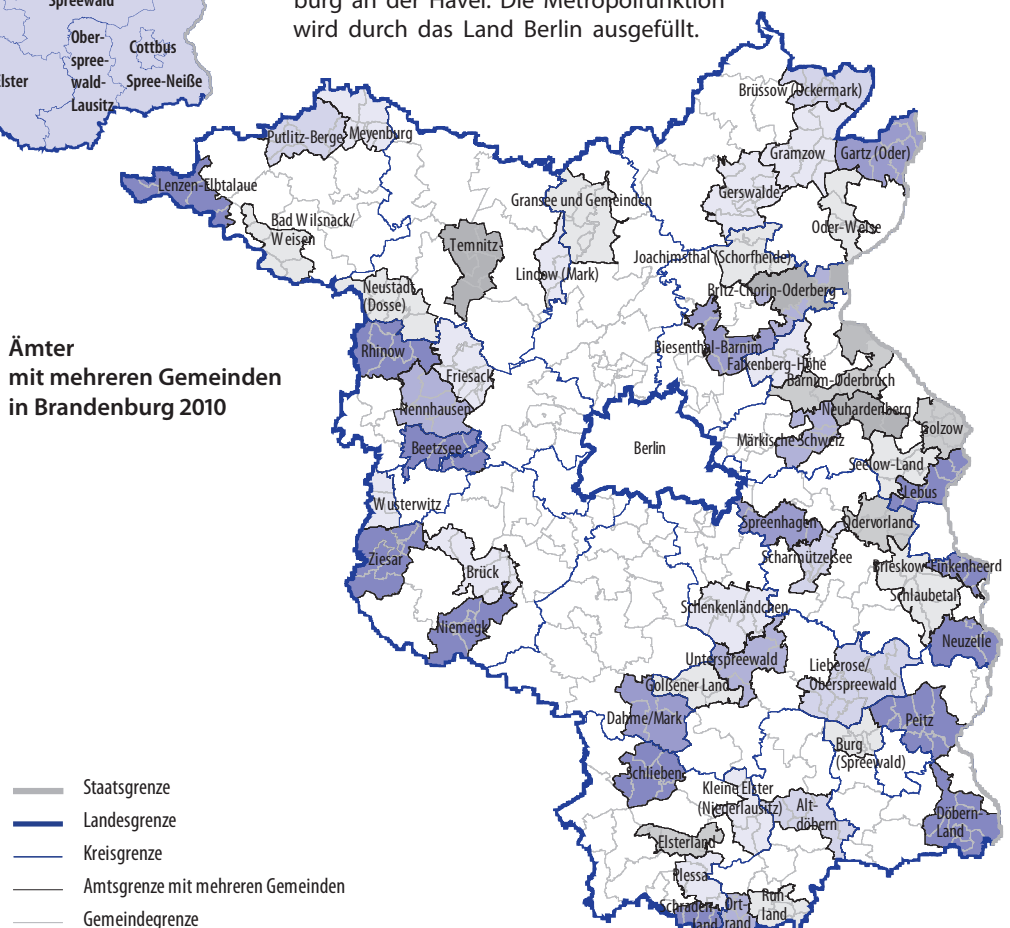 Spreewald
Ober-
spree-
wald-
Lausitz
Cottbus
Spree-Neiße
burg an der Havel. Die Metropolfunktion
wird durch das Land Berlin ausgefüllt.
Ämter
mit mehreren Gemeinden
in Brandenburg 2010
Brüssow (Uckermark)
Putlitz-Berge
Meyenburg
Gramzow
Gartz (Oder)
Lenzen-Elbtalaue
Gerswalde
Gransee und Gemeinden
Bad Wilsnack/
Weisen
Oder-Welse
Temnitz
Lindow (Mark)
Joachimsthal (Schorfheide)
Neustadt
(Dosse)
Britz-Chorin-Oderberg
Rhinow
Biesenthal-Barnim
Falkenberg-Höhe
Friesack
Barnim-Oderbruch
Nennhausen
Neuhardenberg
Golzow
Beetzsee
Berlin
Märkische Schweiz
Seelow-Land
Lebus
Wusterwitz
Spreenhagen
Odervorland
Ziesar
Scharmützelsee
Brück
Brieskow-Finkenheerd
Schlaubetal
Schenkenländchen
Niemegk
Neuzelle
Unterspreewald
Lieberose/
Oberspreewald
Golßener Land
Dahme/Mark
Peitz
Burg
(Spreewald)
Schlieben
Kleine Elster
(Niederlausitz)
Alt-
döbern
Döbern-
Land
Elsterland
Plessa
Schraden-
land
Ort-
rand
Ruh-
land
Staatsgrenze
Landesgrenze
Kreisgrenze
Amtsgrenze mit mehreren Gemeinden
Gemeindegrenze